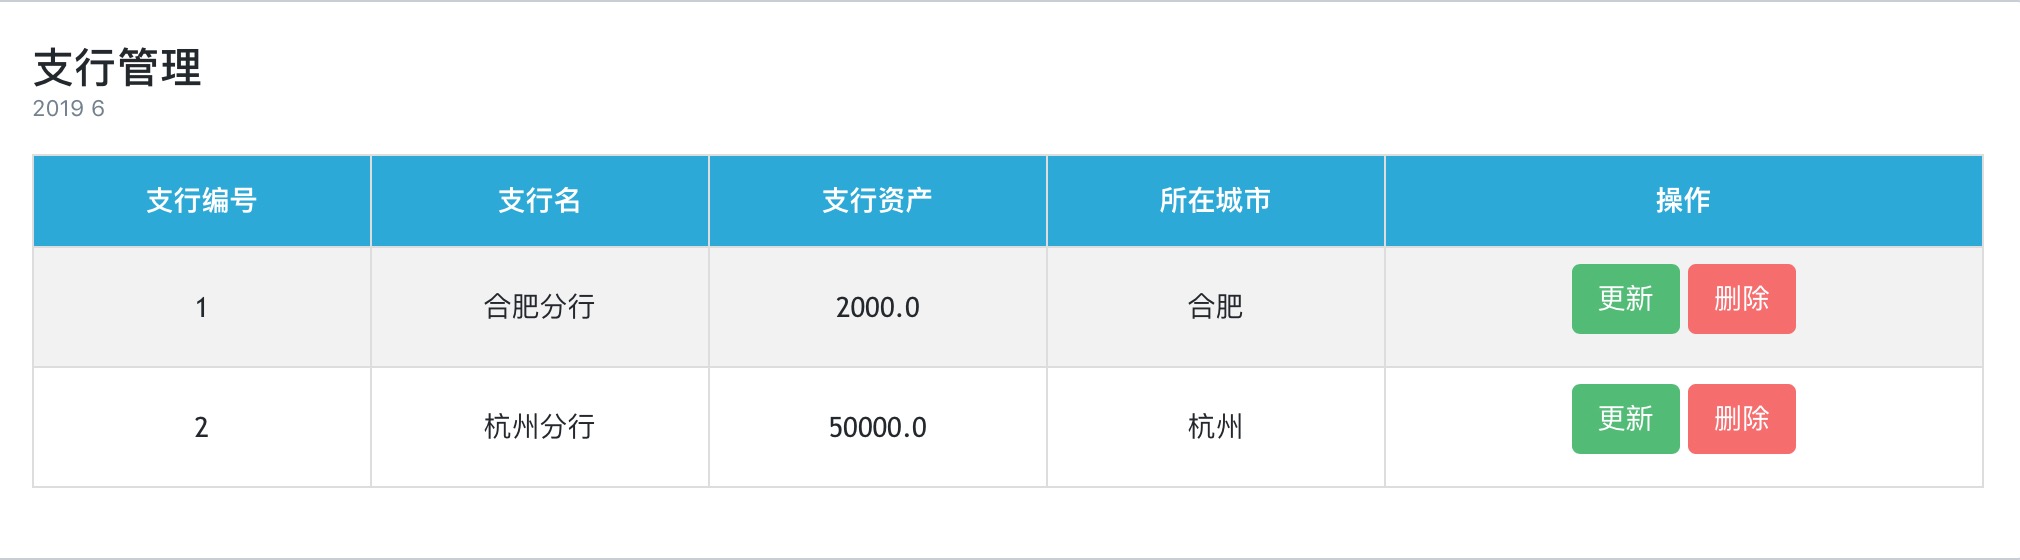 支行管理
2019 6
支行编号 支行名 支行资产 所在城市 操作
1 合肥分行 2000.0 合肥 更新 删除
2 杭州分行 50000.0 杭州 更新 删除